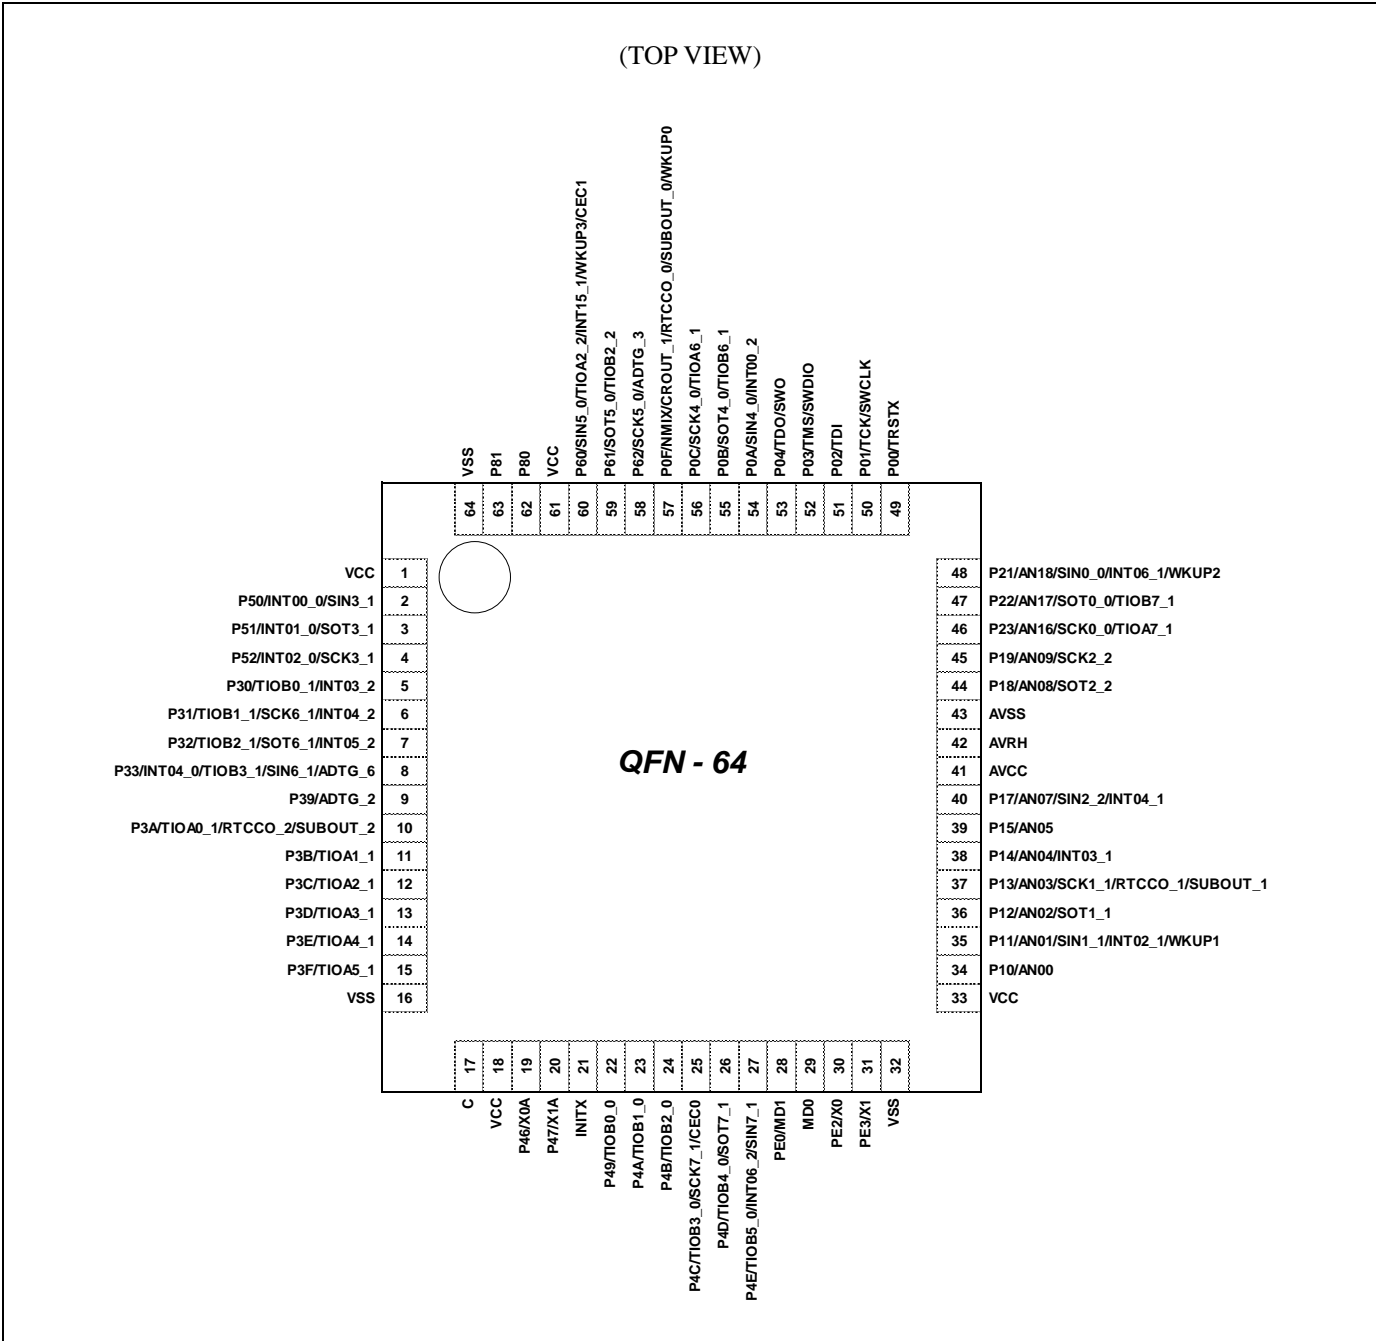 (TOP VIEW)
VSS
P81
P80
VCC
P60/SIN5_0/TIOA2_2/INT15_1/WKUP3/CEC1
P61/SOT5_0/TIOB2_2
P62/SCK5_0/ADTG_3
P0F/NMIX/CROUT_1/RTCCO_0/SUBOUT_0/WKUP0
P0C/SCK4_0/TIOA6_1
P0B/SOT4_0/TIOB6_1
P0A/SIN4_0/INT00_2
P04/TDO/SWO
P03/TMS/SWDIO
P02/TDI
P01/TCK/SWCLK
P00/TRSTX
64 63 62 61 60 59 58 57 56 55 54 53 52 51 50 49
VCC 1
P50/INT00_0/SIN3_1 2
P51/INT01_0/SOT3_1 3
P52/INT02_0/SCK3_1 4
P30/TIOB0_1/INT03_2 5
P31/TIOB1_1/SCK6_1/INT04_2 6
P32/TIOB2_1/SOT6_1/INT05_2 7
P33/INT04_0/TIOB3_1/SIN6_1/ADTG_6 8
P39/ADTG_2 9
P3A/TIOA0_1/RTCCO_2/SUBOUT_2 10
P3B/TIOA1_1 11
P3C/TIOA2_1 12
P3D/TIOA3_1 13
P3E/TIOA4_1 14
P3F/TIOA5_1 15
VSS 16
QFN - 64
48 P21/AN18/SIN0_0/INT06_1/WKUP2
47 P22/AN17/SOT0_0/TIOB7_1
46 P23/AN16/SCK0_0/TIOA7_1
45 P19/AN09/SCK2_2
44 P18/AN08/SOT2_2
43 AVSS
42 AVRH
41 AVCC
40 P17/AN07/SIN2_2/INT04_1
39 P15/AN05
38 P14/AN04/INT03_1
37 P13/AN03/SCK1_1/RTCCO_1/SUBOUT_1
36 P12/AN02/SOT1_1
35 P11/AN01/SIN1_1/INT02_1/WKUP1
34 P10/AN00
33 VCC
17 18 19 20 21 22 23 24 25 26 27 28 29 30 31 32
C
VCC
P46/X0A
P47/X1A
INITX
P49/TIOB0_0
P4A/TIOB1_0
P4B/TIOB2_0
P4C/TIOB3_0/SCK7_1/CEC0
P4D/TIOB4_0/SOT7_1
P4E/TIOB5_0/INT06_2/SIN7_1
PE0/MD1
MD0
PE2/X0
PE3/X1
VSS